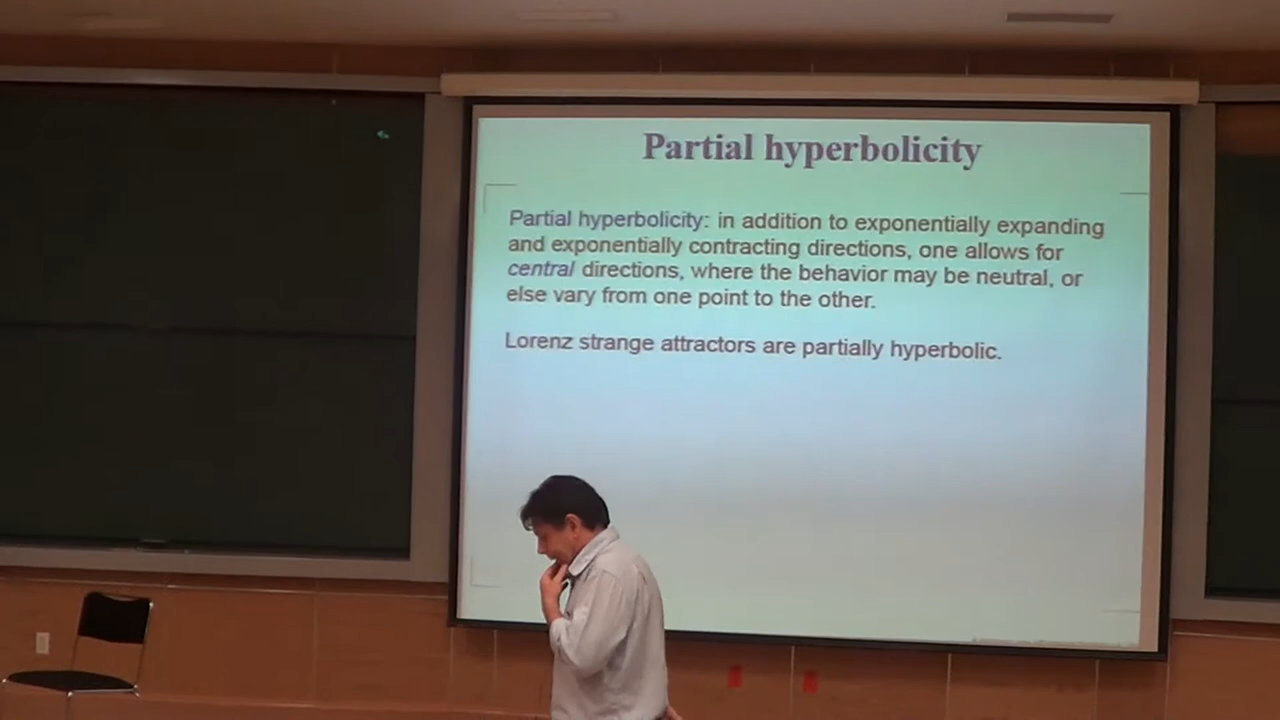 Partial hyperbolicity
Partial hyperbolicity: in addition to exponentially expanding
and exponentially contracting directions, one allows for
central directions, where the behavior may be neutral, or
else vary from one point to the other.
Lorenz strange attractors are partially hyperbolic.